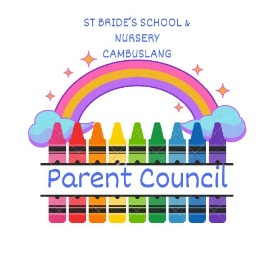 ST BRIDE'S SCHOOL &
NURSERY
CAMBUSLANG
Parent Council